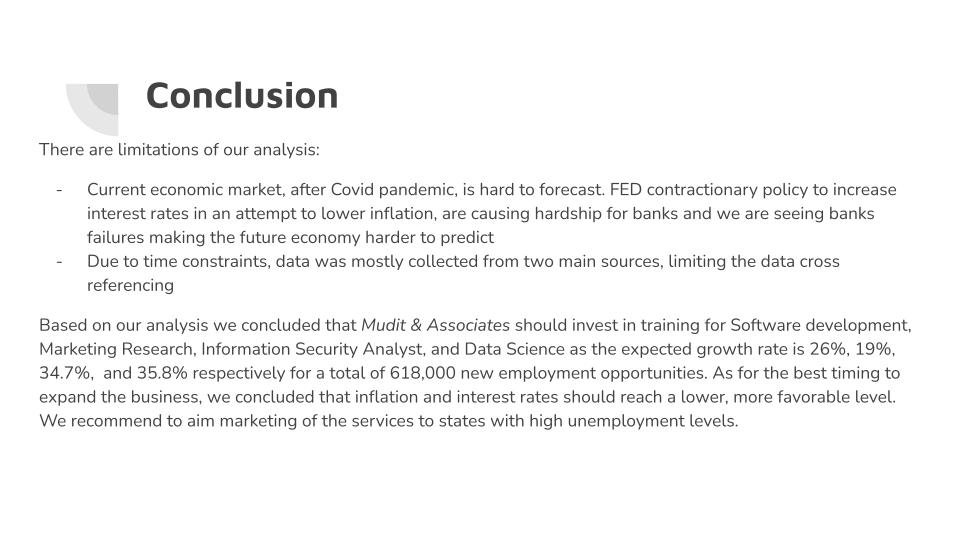 Conclusion
There are limitations of our analysis:
- Current economic market, after Covid pandemic, is hard to forecast. FED contractionary policy to increase
interest rates in an attempt to lower inflation, are causing hardship for banks and we are seeing banks
failures making the future economy harder to predict
- Due to time constraints, data was mostly collected from two main sources, limiting the data cross
referencing
Based on our analysis we concluded that Mudit & Associates should invest in training for Software development,
Marketing Research, Information Security Analyst, and Data Science as the expected growth rate is 26%, 19%,
34.7%,  and 35.8% respectively for a total of 618,000 new employment opportunities. As for the best timing to
expand the business, we concluded that inflation and interest rates should reach a lower, more favorable level.
We recommend to aim marketing of the services to states with high unemployment levels.